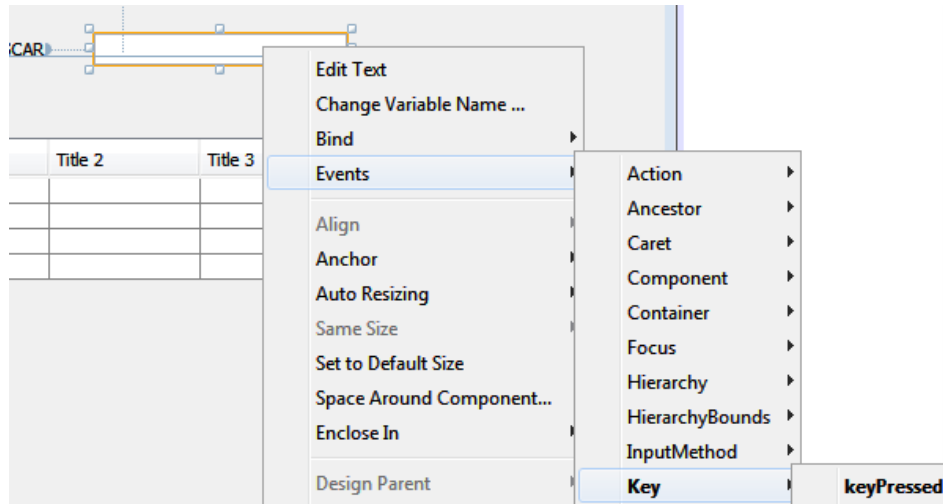 SCAR
Title 2
Title 3
Edit Text
Change Variable Name ...
Bind
Events
Align
Anchor
Auto Resizing
Same Size
Set to Default Size
Space Around Component...
Enclose In
Design Parent
Action
Ancestor
Caret
Component
Container
Focus
Hierarchy
HierarchyBounds
InputMethod
Key
keyPressed